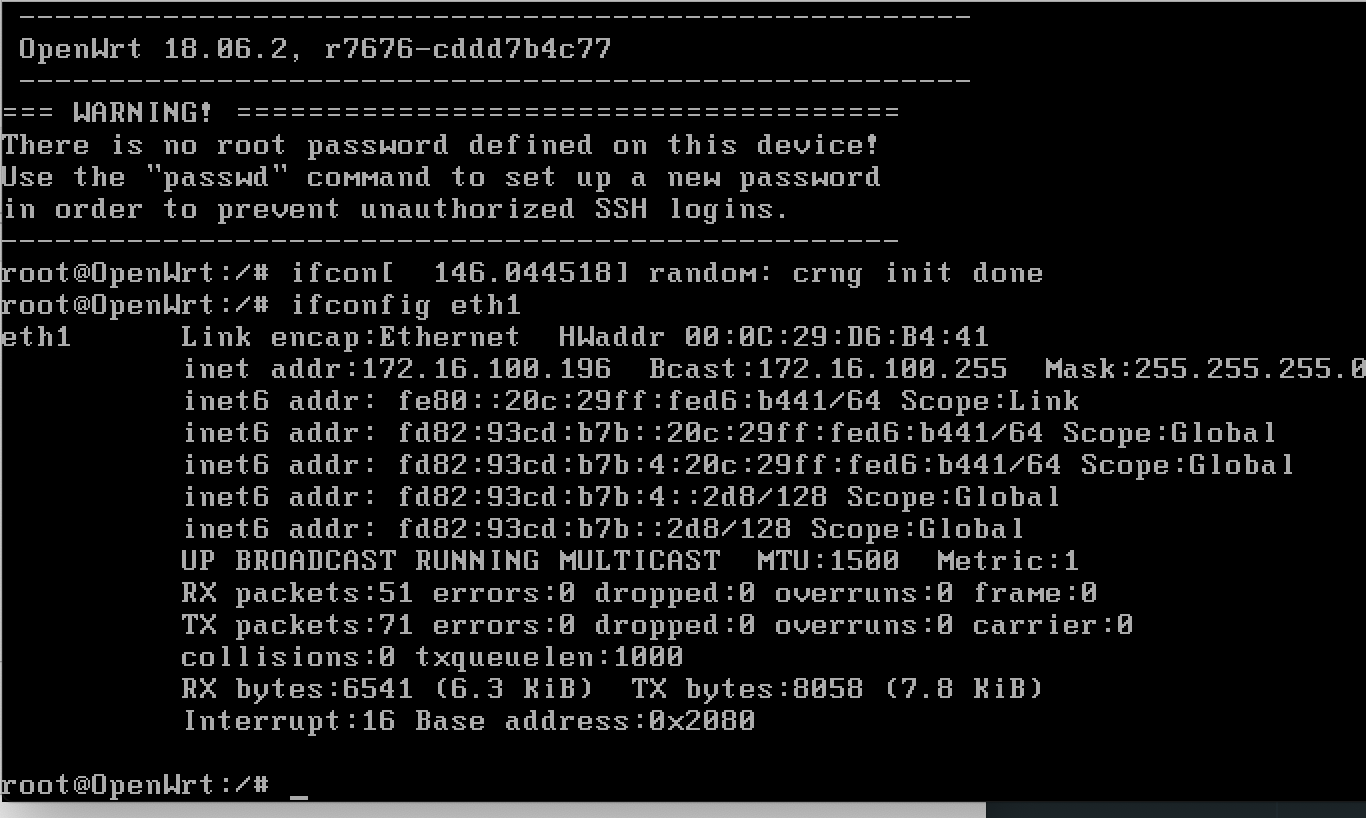 -----------------------------------------------------
OpenWrt 18.06.2, r7676-cddd7b4c77
-----------------------------------------------------
=== WARNING! =====================================
There is no root password defined on this device!
Use the "passwd" command to set up a new password
in order to prevent unauthorized SSH logins.
--------------------------------------------------
root@OpenWrt:/# ifcon[  146.044518] random: crng init done
root@OpenWrt:/# ifconfig eth1
eth1      Link encap:Ethernet  HWaddr 00:0C:29:D6:B4:41
          inet addr:172.16.100.196  Bcast:172.16.100.255  Mask:255.255.255.0
          inet6 addr: fe80::20c:29ff:fed6:b441/64 Scope:Link
          inet6 addr: fd82:93cd:b7b::20c:29ff:fed6:b441/64 Scope:Global
          inet6 addr: fd82:93cd:b7b:4:20c:29ff:fed6:b441/64 Scope:Global
          inet6 addr: fd82:93cd:b7b:4::2d8/128 Scope:Global
          inet6 addr: fd82:93cd:b7b::2d8/128 Scope:Global
          UP BROADCAST RUNNING MULTICAST  MTU:1500  Metric:1
          RX packets:51 errors:0 dropped:0 overruns:0 frame:0
          TX packets:71 errors:0 dropped:0 overruns:0 carrier:0
          collisions:0 txqueuelen:1000
          RX bytes:6541 (6.3 KiB)  TX bytes:8058 (7.8 KiB)
          Interrupt:16 Base address:0x2080
root@OpenWrt:/# _